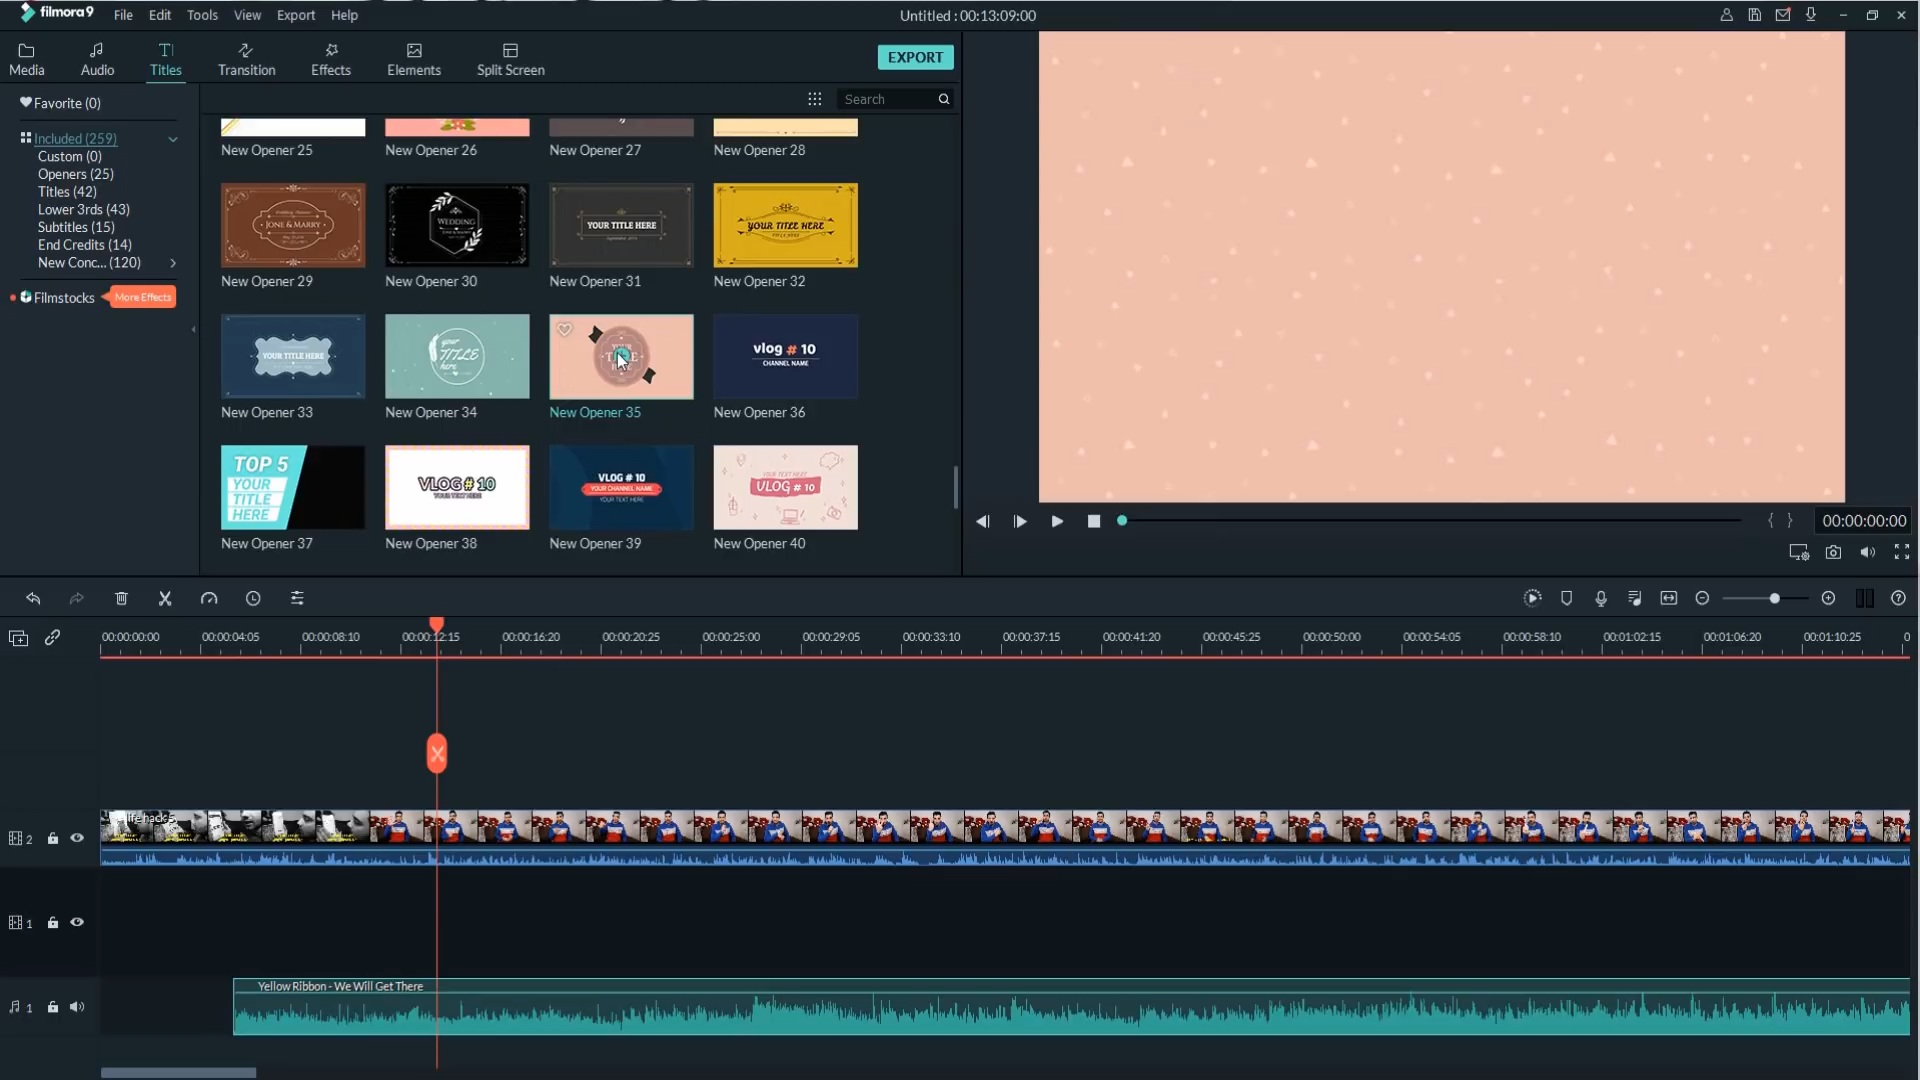 filmora9 File Edit Tools View Export Help Untitled : 00:13:09:00
Media Audio Titles Transition Effects Elements Split Screen EXPORT
Favorite (0)
Search
Included (259)
Custom (0)
Openers (25)
Titles (42)
Lower 3rds (43)
Subtitles (15)
End Credits (14)
New Conc... (120)
Filmstocks More Effects
New Opener 25 New Opener 26 New Opener 27 New Opener 28
Wedding Planner
JONE & MARRY
WEDDING
YOUR TITLE HERE
YOUR TITLE HERE
New Opener 29 New Opener 30 New Opener 31 New Opener 32
YOUR TITLE HERE
your
TITLE
here
YOUR
vlog # 10
CHANNEL NAME
New Opener 33 New Opener 34 New Opener 35 New Opener 36
TOP 5
YOUR
TITLE
HERE
VLOG # 10
YOUR TEXT HERE
VLOG # 10
YOUR CHANNEL NAME
YOUR TEXT HERE
YOUR TEXT HERE
VLOG # 10
New Opener 37 New Opener 38 New Opener 39 New Opener 40
00:00:00:00
00:00:00:00 00:00:04:05 00:00:08:10 00:00:12:15 00:00:16:20 00:00:20:25 00:00:25:00 00:00:29:05 00:00:33:10 00:00:37:15 00:00:41:20 00:00:45:25 00:00:50:00 00:00:54:05 00:00:58:10 00:01:02:15 00:01:06:20 00:01:10:25 0
life hack 5
2
1
Yellow Ribbon - We Will Get There
1